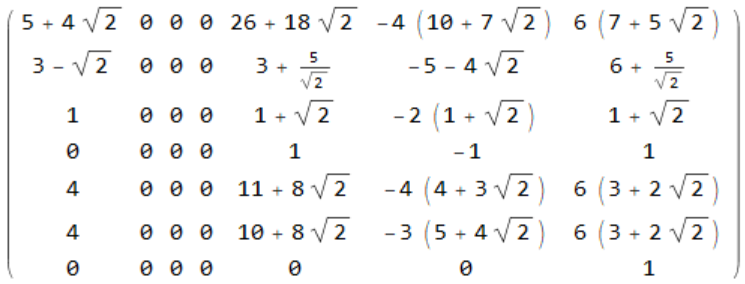 5 + 4 √2 0 0 0 26 + 18 √2 -4 (10 + 7 √2) 6 (7 + 5 √2)
3 - √2 0 0 0 3 + 5/√2 -5 - 4 √2 6 + 5/√2
1 0 0 0 1 + √2 -2 (1 + √2) 1 + √2
0 0 0 0 1 -1 1
4 0 0 0 11 + 8 √2 -4 (4 + 3 √2) 6 (3 + 2 √2)
4 0 0 0 10 + 8 √2 -3 (5 + 4 √2) 6 (3 + 2 √2)
0 0 0 0 0 0 1